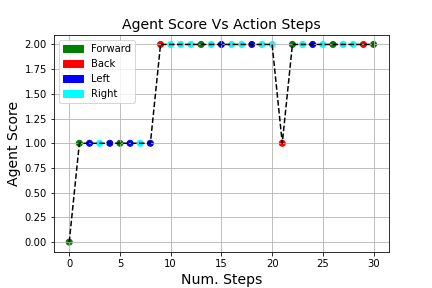 Agent Score Vs Action Steps
Agent Score
2.00
1.75
1.50
1.25
1.00
0.75
0.50
0.25
0.00
Forward
Back
Left
Right
0 5 10 15 20 25 30
Num. Steps